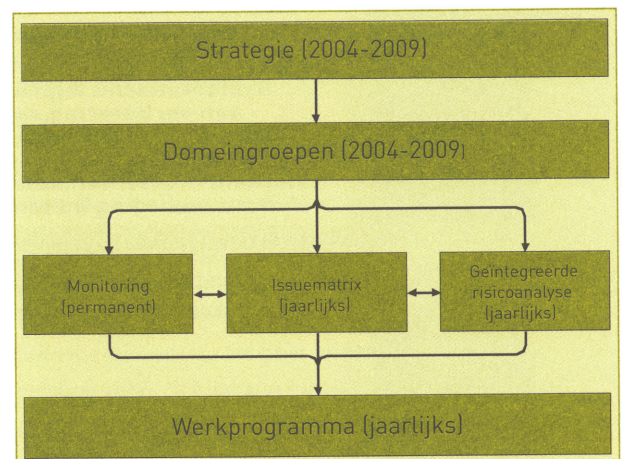 Strategie (2004-2009)
Domeingroepen (2004-2009)
Monitoring
(permanent)
Issuematrix
(jaarlijks)
Geïntegreerde
risicoanalyse
(jaarlijks)
Werkprogramma (jaarlijks)